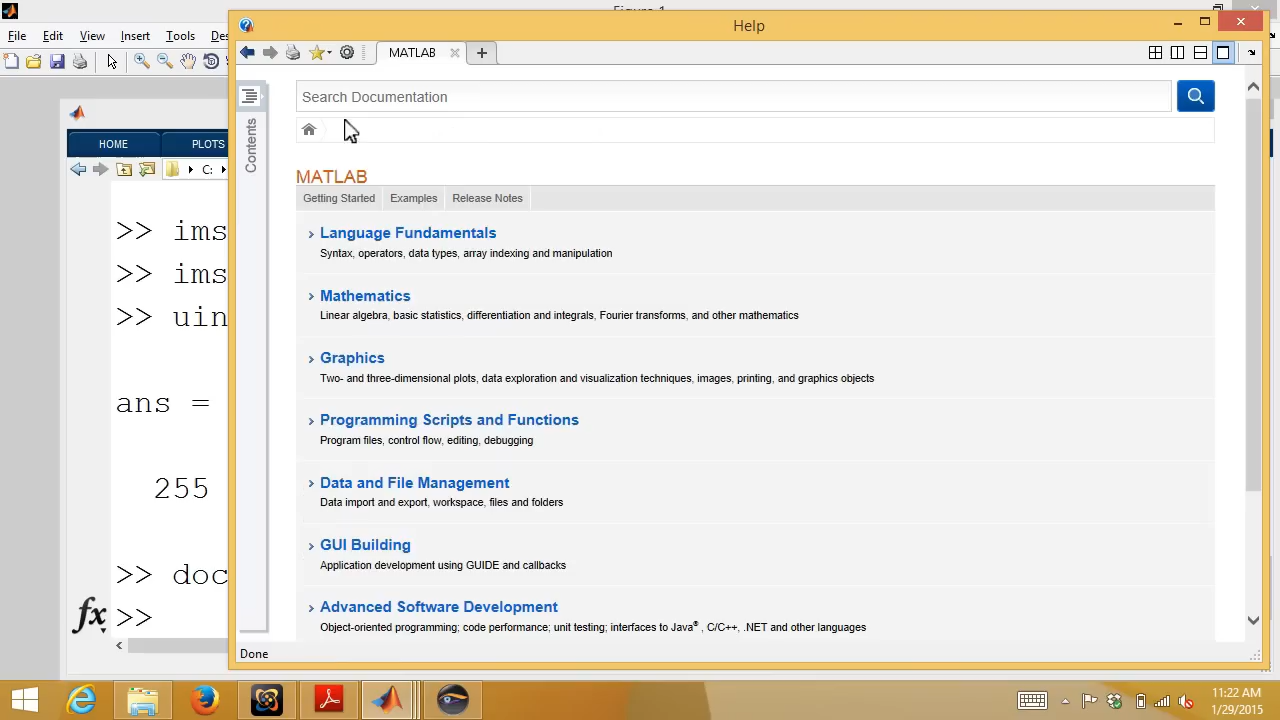 Help
File Edit View Insert Tools
MATLAB
Search Documentation
HOME PLOTS
C:
Contents
MATLAB
Getting Started Examples Release Notes
Language Fundamentals
Syntax, operators, data types, array indexing and manipulation
Mathematics
Linear algebra, basic statistics, differentiation and integrals, Fourier transforms, and other mathematics
Graphics
Two- and three-dimensional plots, data exploration and visualization techniques, images, printing, and graphics objects
Programming Scripts and Functions
Program files, control flow, editing, debugging
Data and File Management
Data import and export, workspace, files and folders
GUI Building
Application development using GUIDE and callbacks
Advanced Software Development
Object-oriented programming; code performance; unit testing; interfaces to Java®, C/C++, .NET and other languages
Done
>> ims
>> ims
>> uin
ans =
255
>> doc
fx >>
11:22 AM
1/29/2015